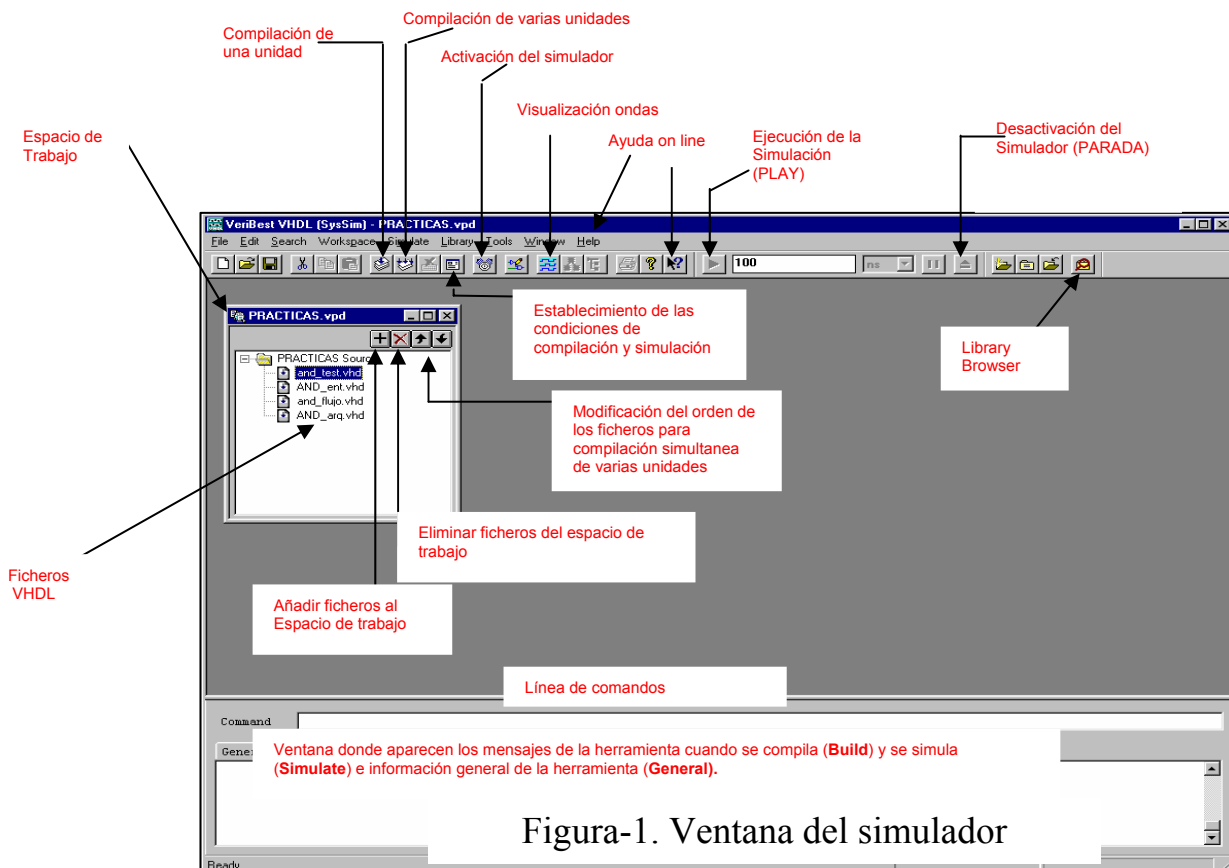 Compilación de varias unidades
Compilación de
una unidad
Activación del simulador
Visualización ondas
Ayuda on line
Espacio de
Trabajo
Ejecución de la
Simulación
(PLAY)
Desactivación del
Simulador (PARADA)
VeriBest VHDL (SysSim) - PRACTICAS.vpd
File Edit Search Workspace Simulate Library Tools Window Help
100 ns
PRACTICAS.vpd
PRACTICAS Sour
and_test.vhd
AND_ent.vhd
and_flujo.vhd
AND_arq.vhd
Establecimiento de las
condiciones de
compilación y simulación
Library
Browser
Modificación del orden de
los ficheros para
compilación simultanea
de varias unidades
Eliminar ficheros del espacio de
trabajo
Ficheros
VHDL
Añadir ficheros al
Espacio de trabajo
Línea de comandos
Command
Gene
Ventana donde aparecen los mensajes de la herramienta cuando se compila (Build) y se simula
(Simulate) e información general de la herramienta (General).
Figura-1. Ventana del simulador
Ready